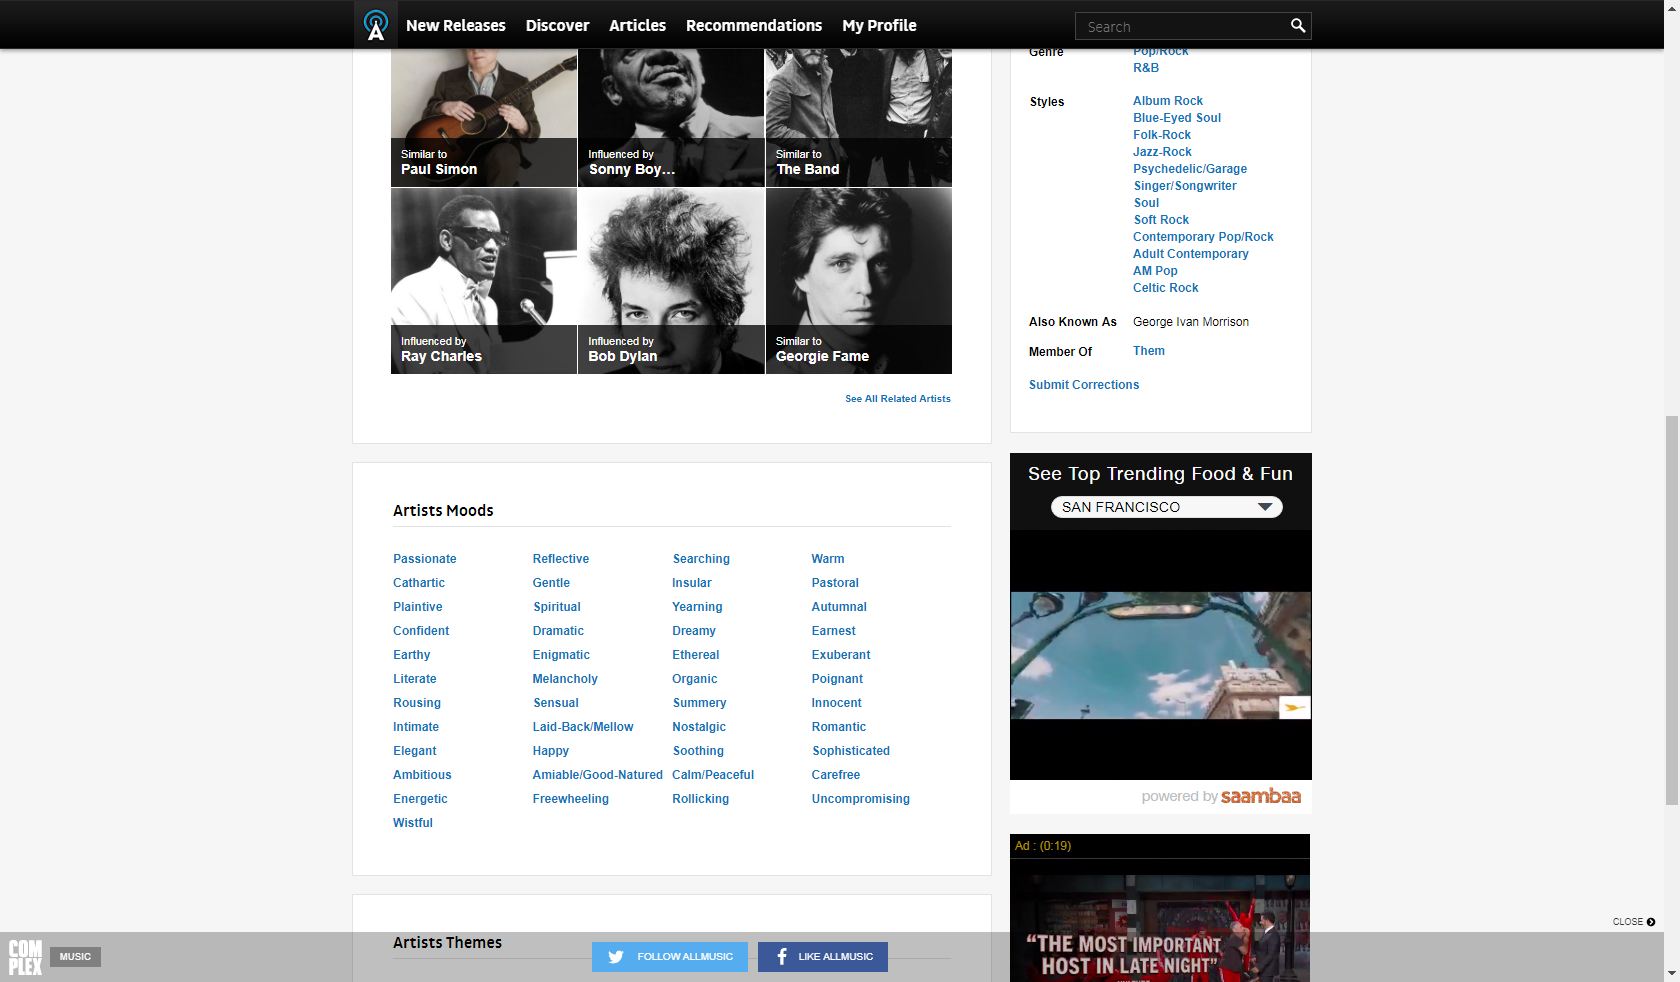 New Releases Discover Articles Recommendations My Profile Search
Similar to
Paul Simon
Influenced by
Sonny Boy...
Similar to
The Band
Influenced by
Ray Charles
Influenced by
Bob Dylan
Similar to
Georgie Fame
See All Related Artists
Genre Pop/Rock
R&B
Styles Album Rock
Blue-Eyed Soul
Folk-Rock
Jazz-Rock
Psychedelic/Garage
Singer/Songwriter
Soul
Soft Rock
Contemporary Pop/Rock
Adult Contemporary
AM Pop
Celtic Rock
Also Known As George Ivan Morrison
Member Of Them
Submit Corrections
Artists Moods
Passionate Reflective Searching Warm
Cathartic Gentle Insular Pastoral
Plaintive Spiritual Yearning Autumnal
Confident Dramatic Dreamy Earnest
Earthy Enigmatic Ethereal Exuberant
Literate Melancholy Organic Poignant
Rousing Sensual Summery Innocent
Intimate Laid-Back/Mellow Nostalgic Romantic
Elegant Happy Soothing Sophisticated
Ambitious Amiable/Good-Natured Calm/Peaceful Carefree
Energetic Freewheeling Rollicking Uncompromising
Wistful
See Top Trending Food & Fun
SAN FRANCISCO
powered by saambaa
Ad : (0:19)
"THE MOST IMPORTANT
HOST IN LATE NIGHT"
CLOSE
Artists Themes
COM
PLEX
MUSIC
FOLLOW ALLMUSIC
LIKE ALLMUSIC